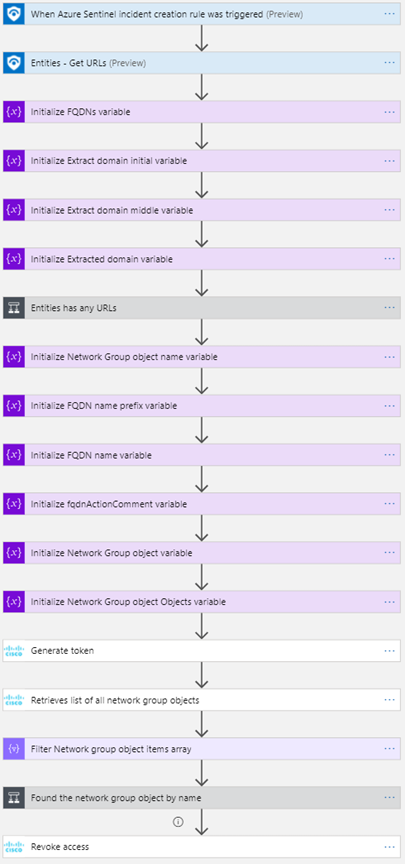 When Azure Sentinel incident creation rule was triggered (Preview)
Entities - Get URLs (Preview)
{x} Initialize FQDNs variable
{x} Initialize Extract domain initial variable
{x} Initialize Extract domain middle variable
{x} Initialize Extracted domain variable
Entities has any URLs
{x} Initialize Network Group object name variable
{x} Initialize FQDN name prefix variable
{x} Initialize FQDN name variable
{x} Initialize fqdnActionComment variable
{x} Initialize Network Group object variable
{x} Initialize Network Group object Objects variable
CISCO Generate token
CISCO Retrieves list of all network group objects
{v} Filter Network group object items array
Found the network group object by name
CISCO Revoke access